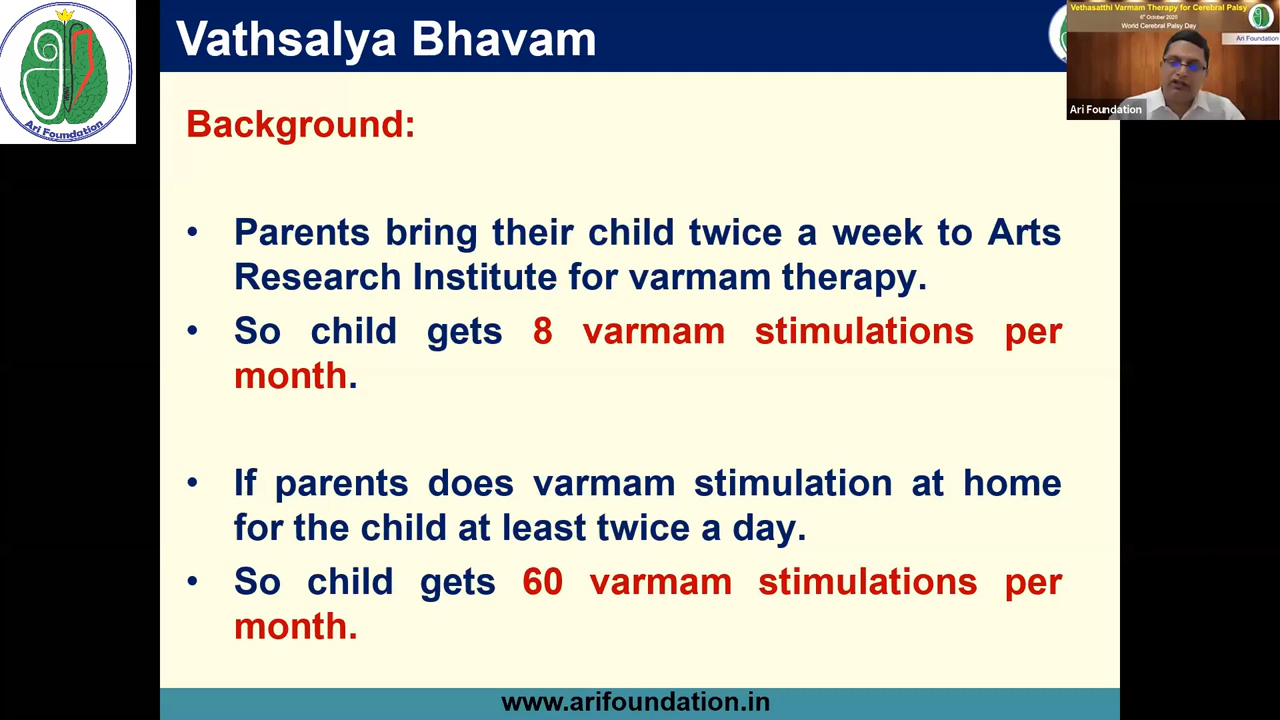 Vathsalya Bhavam
Vethasatthi Varmam Therapy for Cerebral Palsy
6th October 2020
World Cerebral Palsy Day
Ari Foundation
Ari Foundation
Ari Foundation
Background:
• Parents bring their child twice a week to Arts
Research Institute for varmam therapy.
• So child gets 8 varmam stimulations per
month.
• If parents does varmam stimulation at home
for the child at least twice a day.
• So child gets 60 varmam stimulations per
month.
www.arifoundation.in